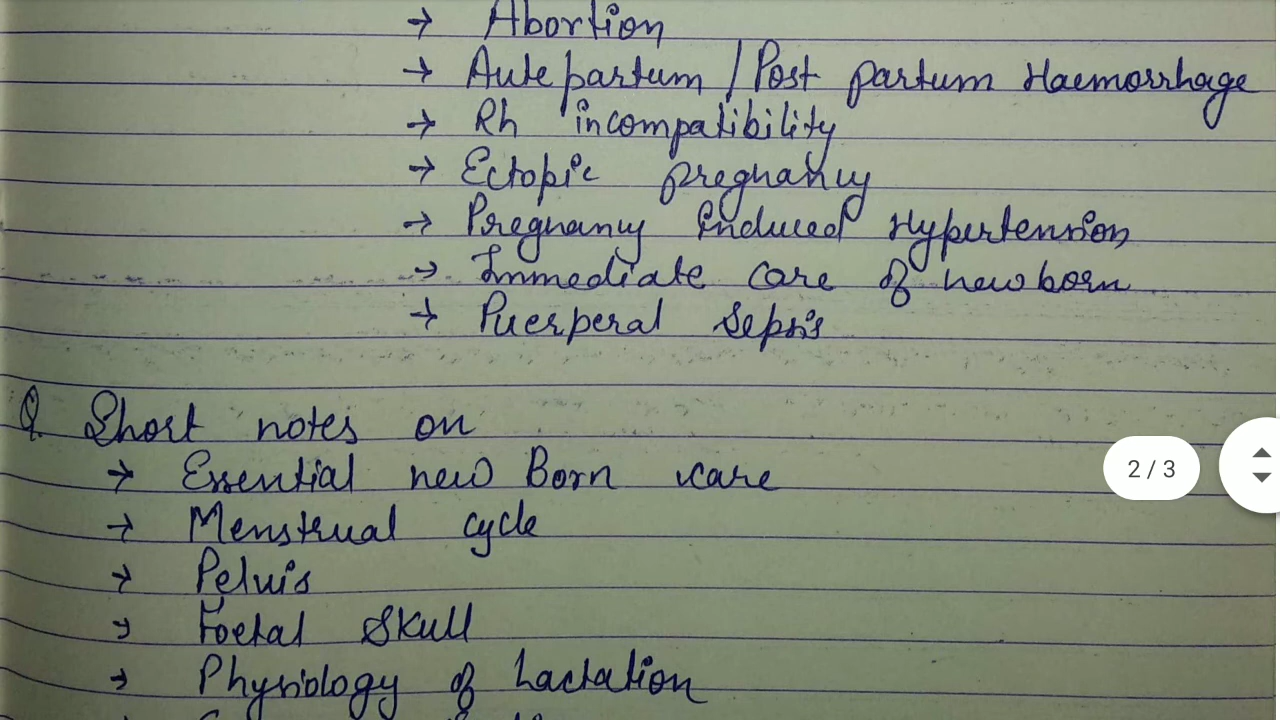 → Abortion
→ Antepartum / Post partum Haemorrhage
→ Rh incompatibility
→ Ectopic pregnancy
→ Pregnancy Induced Hypertension
→ Immediate care of newborn
→ Puerperal Sepsis
Q Short notes on
→ Essential new Born care
→ Menstrual cycle
2 / 3
→ Pelvis
→ Foetal Skull
→ Physiology of Lactation